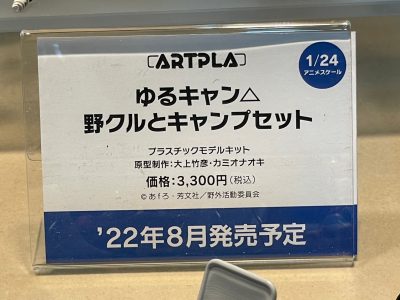 ARTPLA
1/24
アニメスケール
ゆるキャン△
野クルとキャンプセット
プラスチックモデルキット
原型制作:大上竹彦・カミオナオキ
価格:3,300円(税込)
©あfろ・芳文社/野外活動委員会
'22年8月発売予定